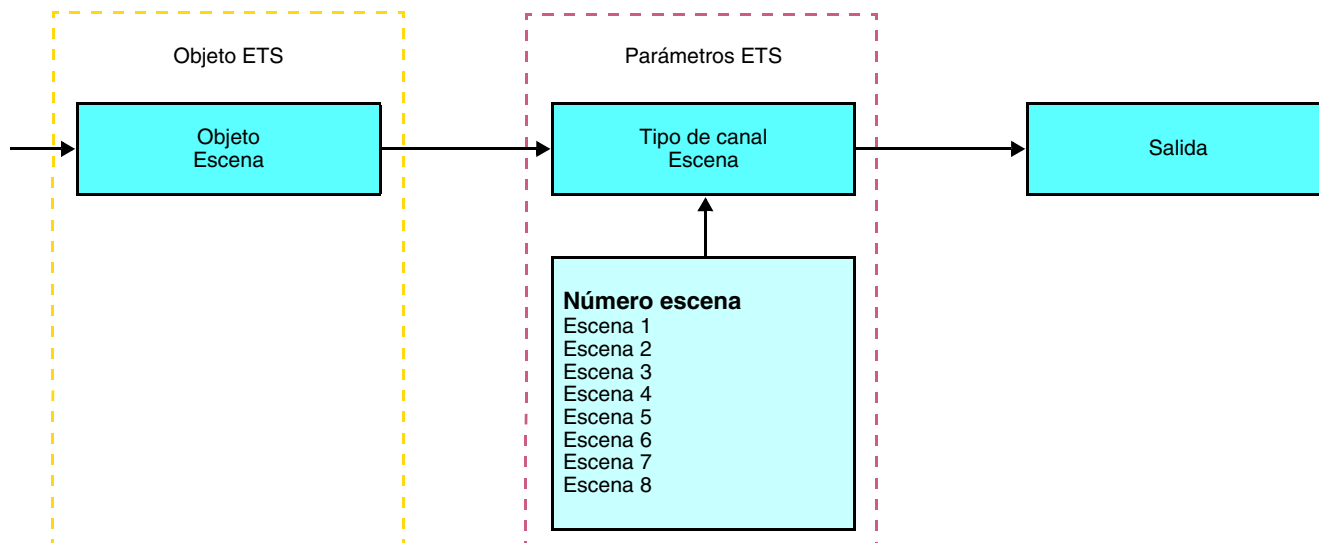 Objeto ETS
Parámetros ETS
Objeto
Escena
Tipo de canal
Escena
Salida
Número escena
Escena 1
Escena 2
Escena 3
Escena 4
Escena 5
Escena 6
Escena 7
Escena 8